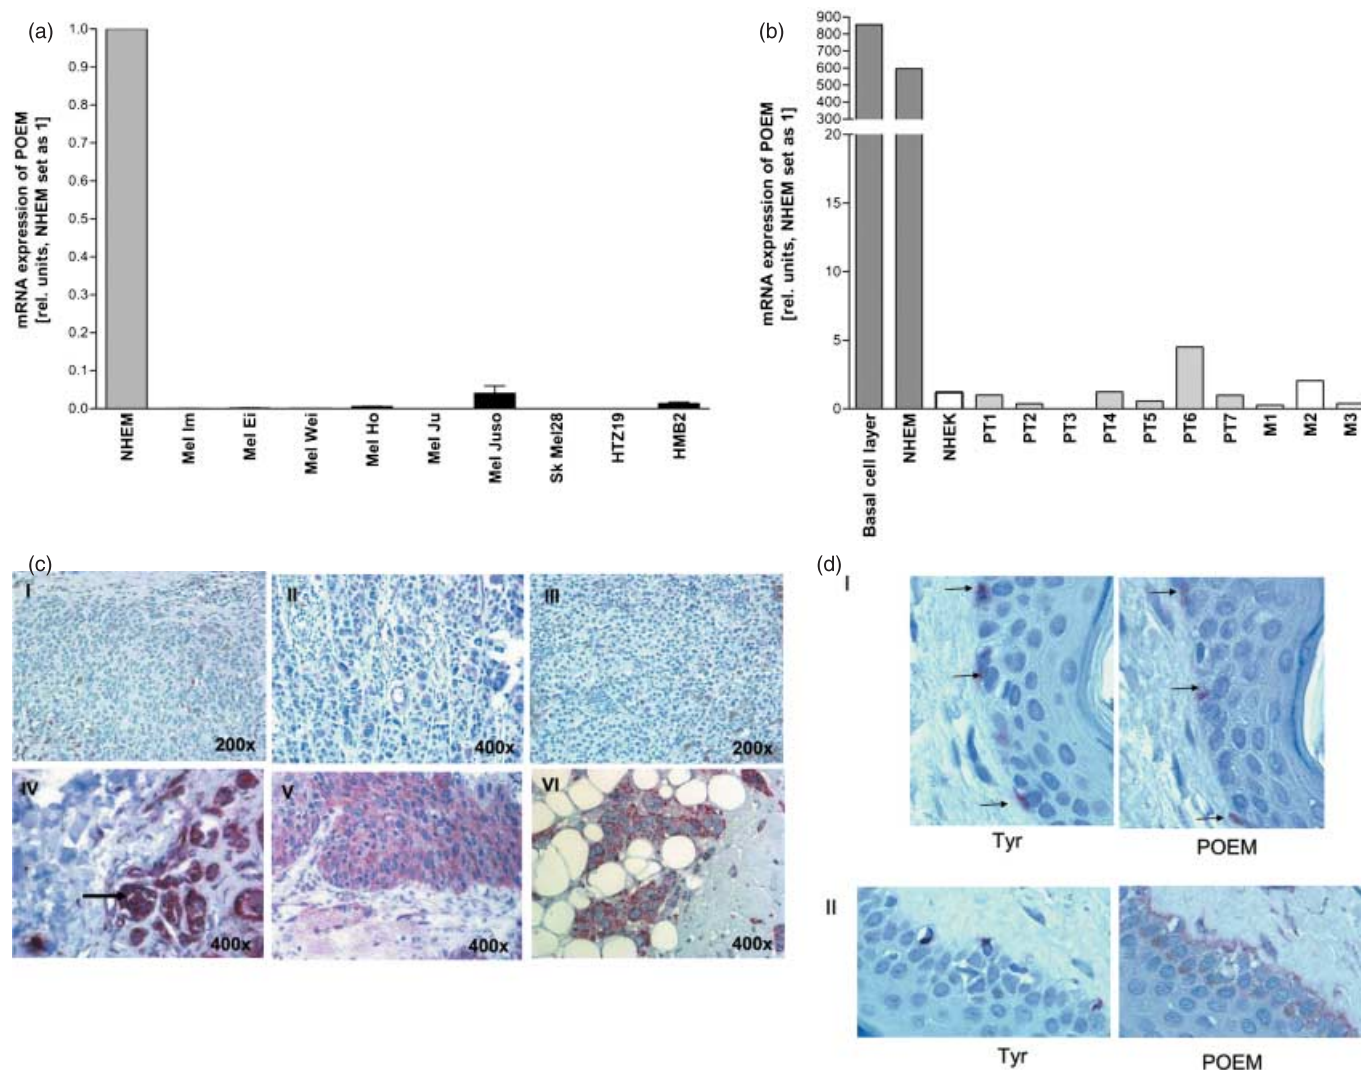 (a)
mRNA expression of POEM
[rel. units, NHEM set as 1]
1.0
0.9
0.8
0.7
0.6
0.5
0.4
0.3
0.2
0.1
0.0
NHEM
Mel Im
Mel Ei
Mel Wei
Mel Ho
Mel Ju
Mel Juso
Sk Mel28
HTZ19
HMB2
(b)
mRNA expression of POEM
[rel. units, NHEM set as 1]
900
800
700
600
500
400
300
20
15
10
5
0
Basal cell layer
NHEM
NHEK
PT1
PT2
PT3
PT4
PT5
PT6
PT7
M1
M2
M3
(c)
I
200x
II
400x
III
200x
IV
400x
V
400x
VI
400x
(d)
I
Tyr
POEM
II
Tyr
POEM